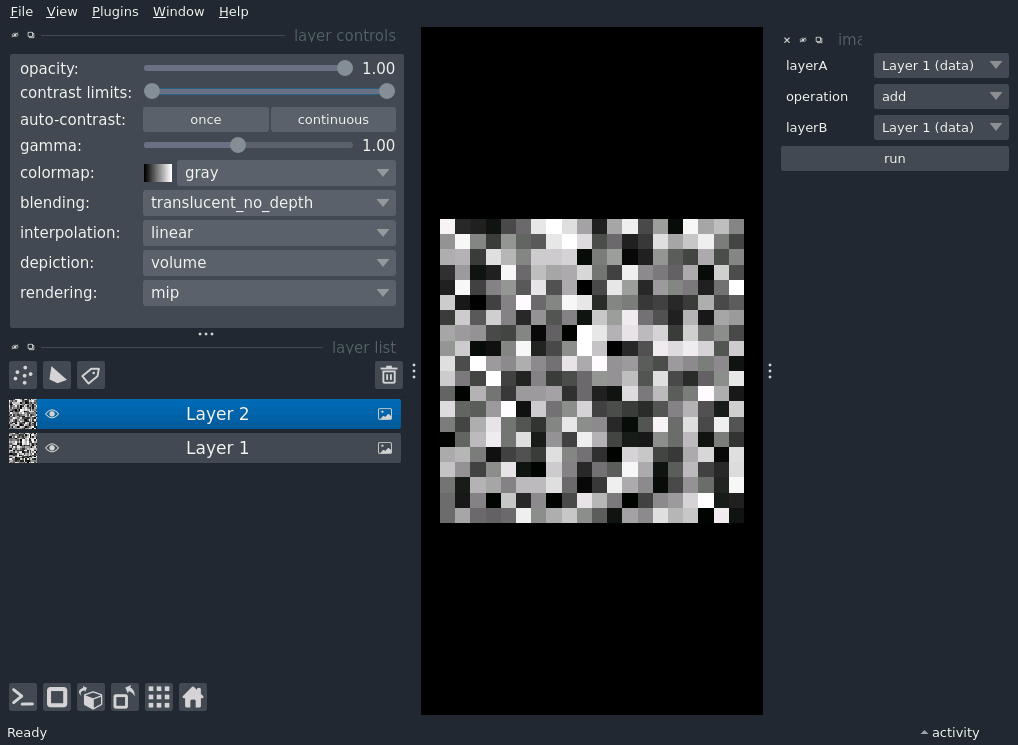 File View Plugins Window Help
layer controls
opacity: 1.00
contrast limits:
auto-contrast: once continuous
gamma: 1.00
colormap: gray
blending: translucent_no_depth
interpolation: linear
depiction: volume
rendering: mip
layer list
Layer 2
Layer 1
Ready
ima
layerA Layer 1 (data)
operation add
layerB Layer 1 (data)
run
activity